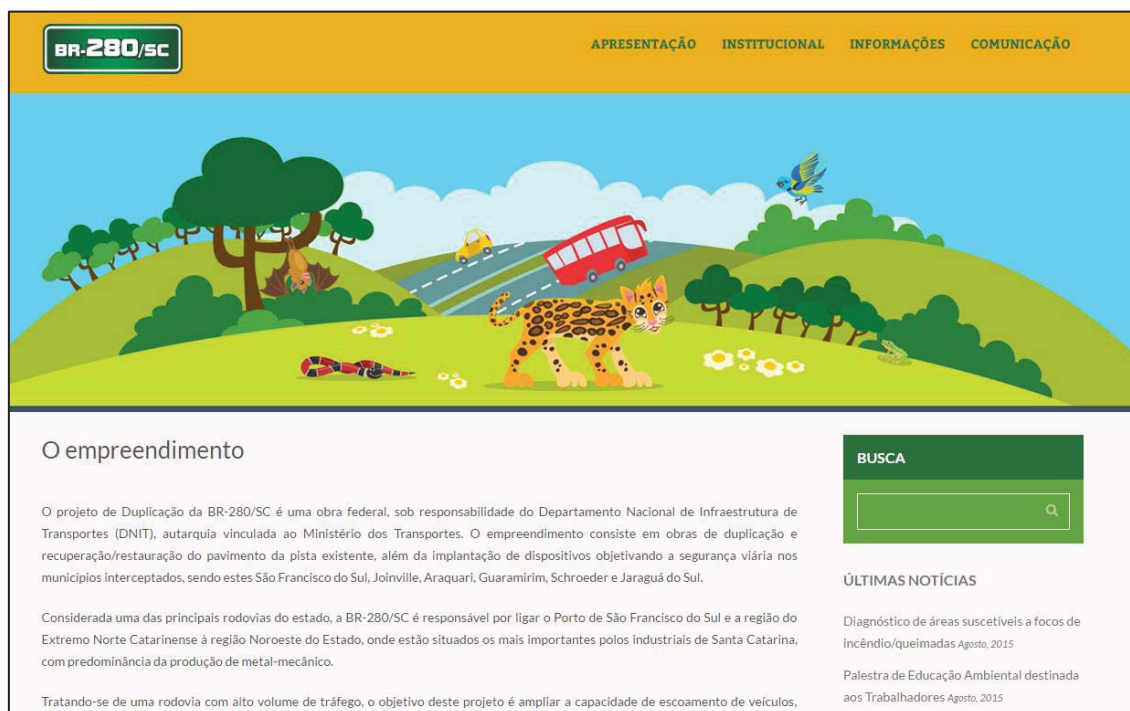 BR-280/SC
APRESENTAÇÃO INSTITUCIONAL INFORMAÇÕES COMUNICAÇÃO
O empreendimento
O projeto de Duplicação da BR-280/SC é uma obra federal, sob responsabilidade do Departamento Nacional de Infraestrutura de
Transportes (DNIT), autarquia vinculada ao Ministério dos Transportes. O empreendimento consiste em obras de duplicação e
recuperação/restauração do pavimento da pista existente, além da implantação de dispositivos objetivando a segurança viária nos
municípios interceptados, sendo estes São Francisco do Sul, Joinville, Araquari, Guaramirim, Schroeder e Jaraguá do Sul.
Considerada uma das principais rodovias do estado, a BR-280/SC é responsável por ligar o Porto de São Francisco do Sul e a região do
Extremo Norte Catarinense à região Noroeste do Estado, onde estão situados os mais importantes polos industriais de Santa Catarina,
com predominância da produção de metal-mecânico.
Tratando-se de uma rodovia com alto volume de tráfego, o objetivo deste projeto é ampliar a capacidade de escoamento de veículos,
BUSCA
ÚLTIMAS NOTÍCIAS
Diagnóstico de áreas suscetíveis a focos de
incêndio/queimadas Agosto, 2015
Palestra de Educação Ambiental destinada
aos Trabalhadores Agosto, 2015